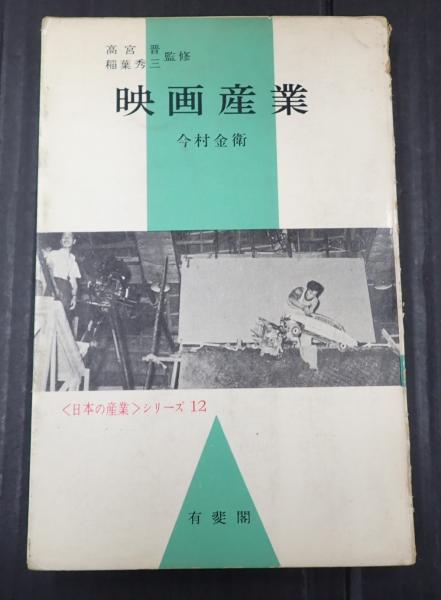 高宮 晋
稲葉秀三 監修
映画産業
今村金衛
<日本の産業>シリーズ 12
有斐閣